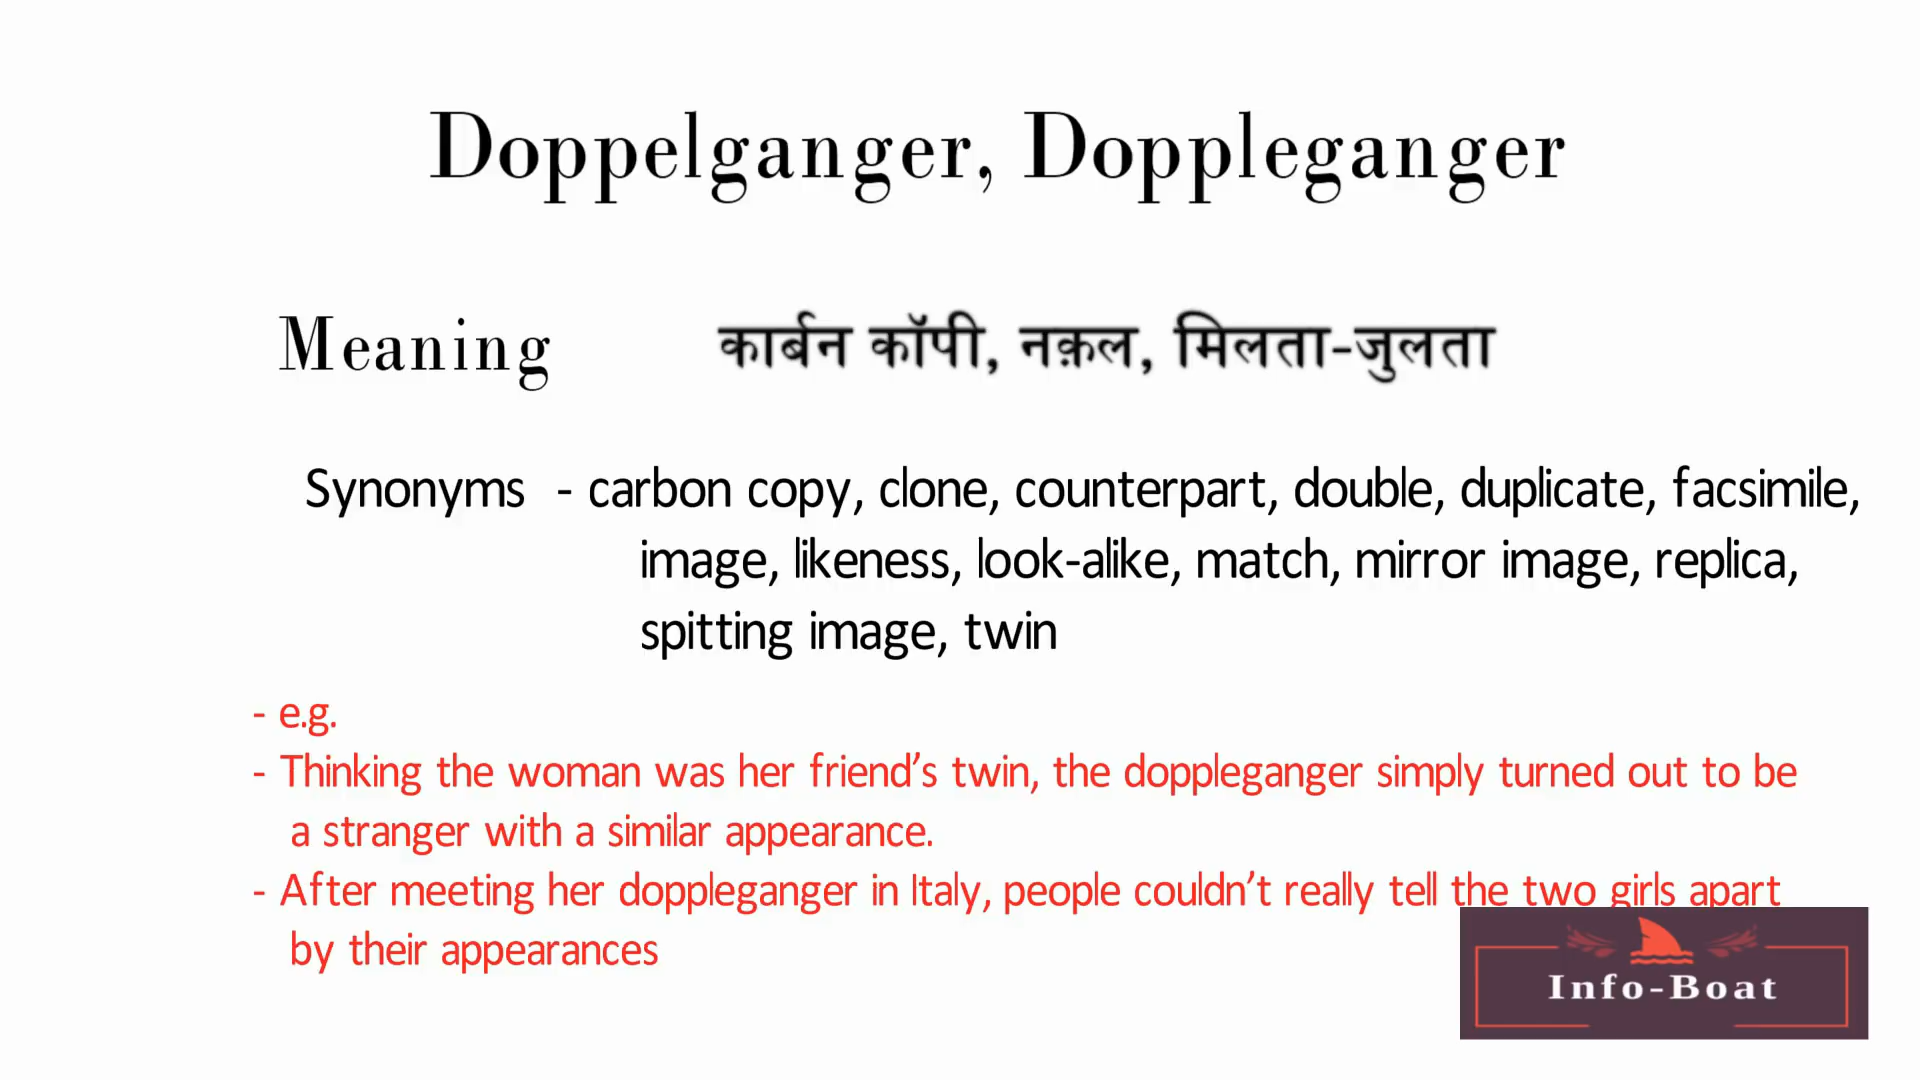 Doppelganger, Doppleganger
Meaning कार्बन कॉपी, नक़ल, मिलता-जुलता
Synonyms - carbon copy, clone, counterpart, double, duplicate, facsimile,
image, likeness, look-alike, match, mirror image, replica,
spitting image, twin
- e.g.
- Thinking the woman was her friend’s twin, the doppleganger simply turned out to be
a stranger with a similar appearance.
- After meeting her doppleganger in Italy, people couldn’t really tell the two girls apart
by their appearances
Info-Boat